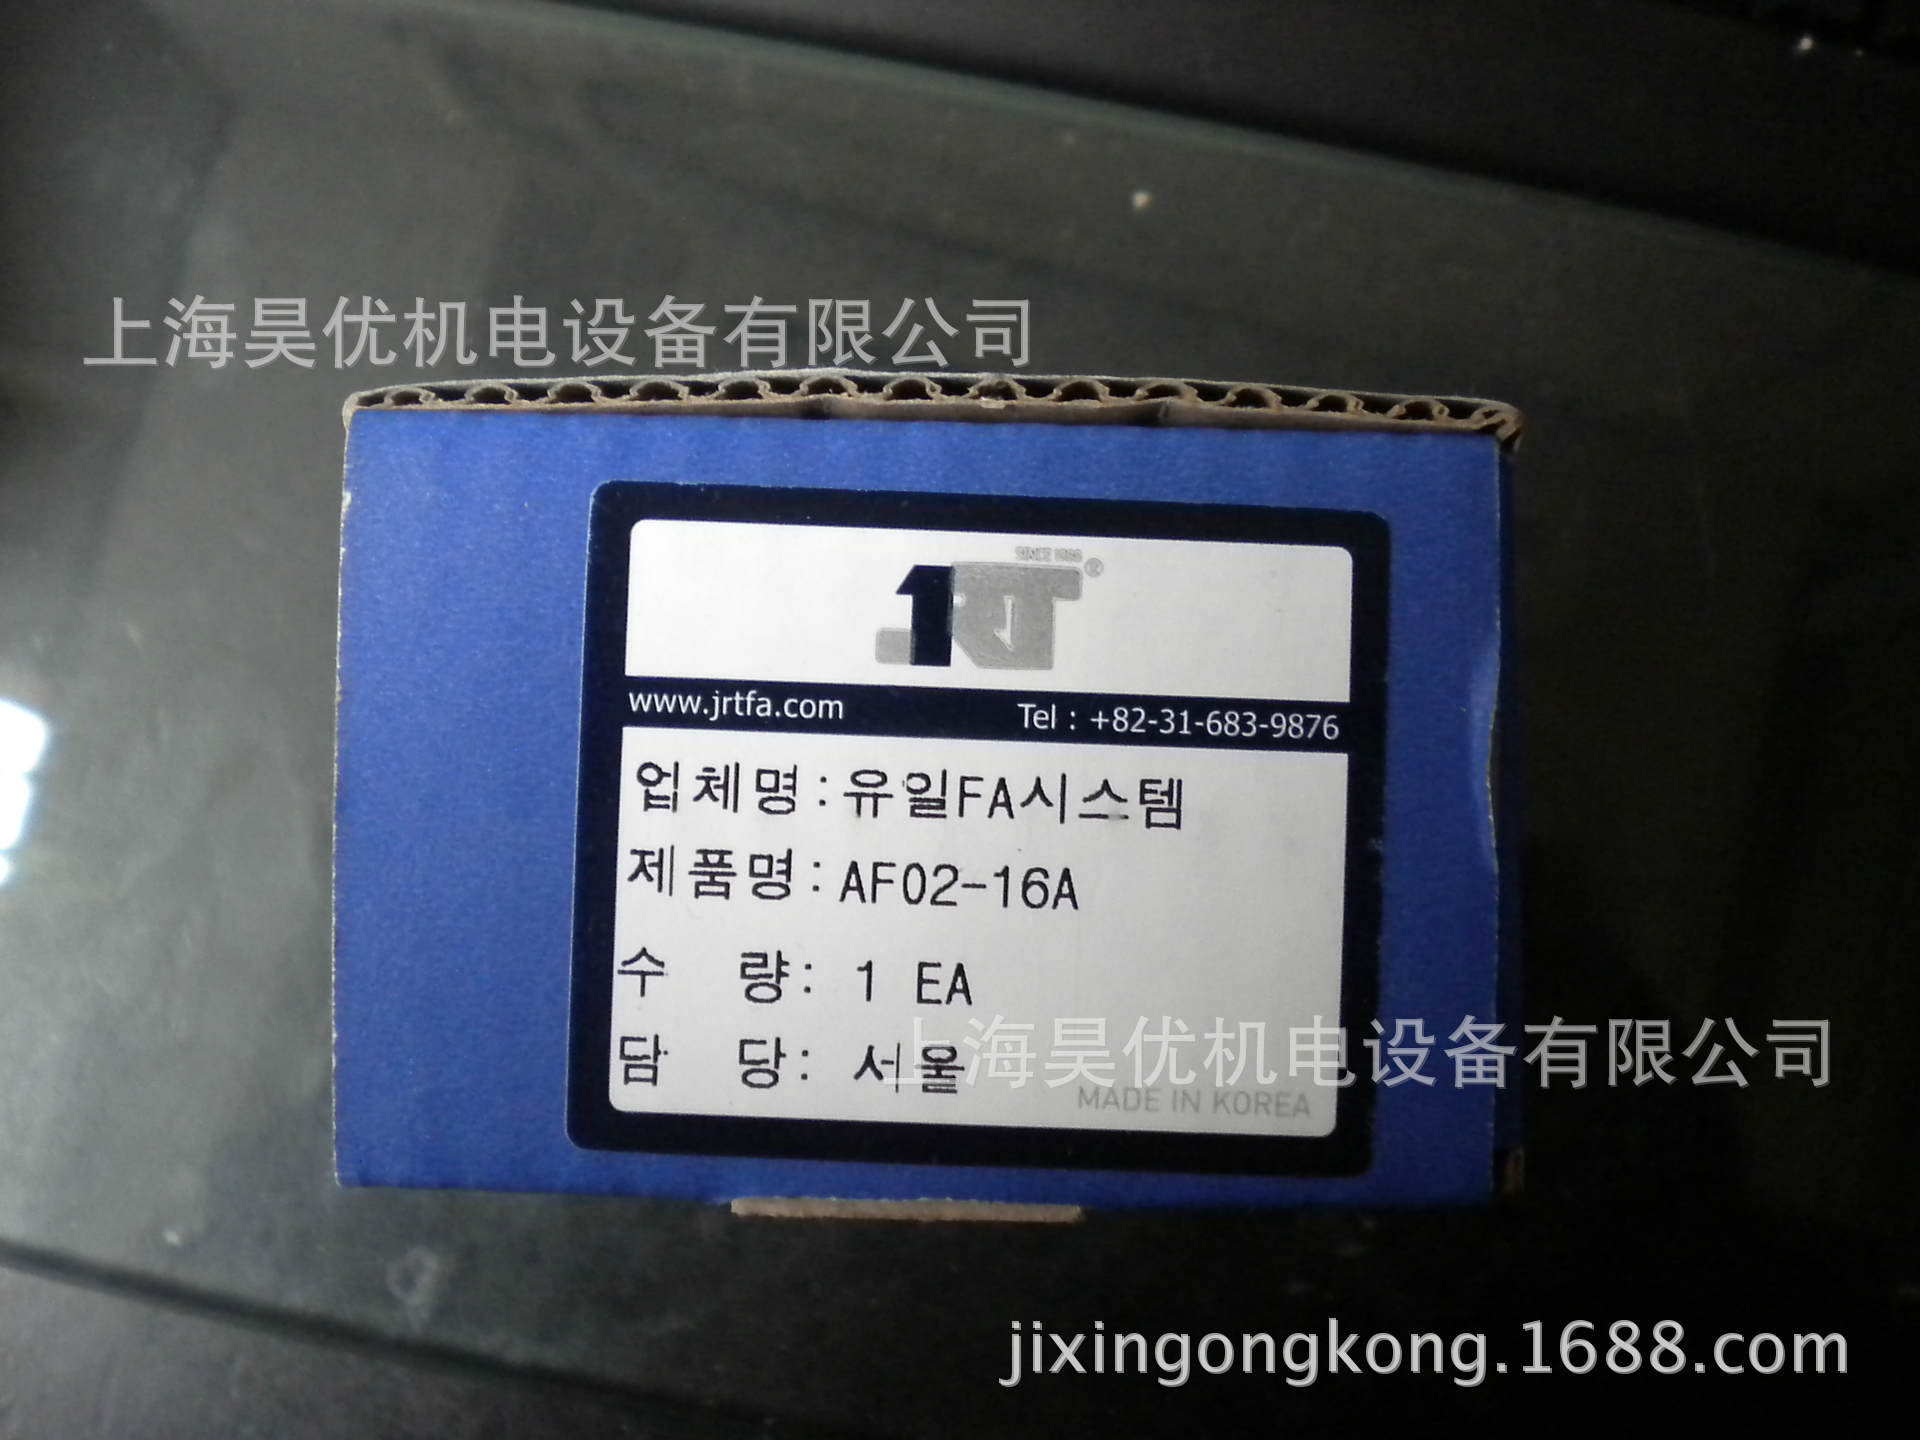 上海昊优机电设备有限公司
SINCE 1988
JRT®
www.jrtfa.com Tel : +82-31-683-9876
업체명:유일FA시스템
제품명:AF02-16A
수 량: 1 EA
담 당: 서울
上海昊优机电设备有限公司
MADE IN KOREA
jixingongkong.1688.com